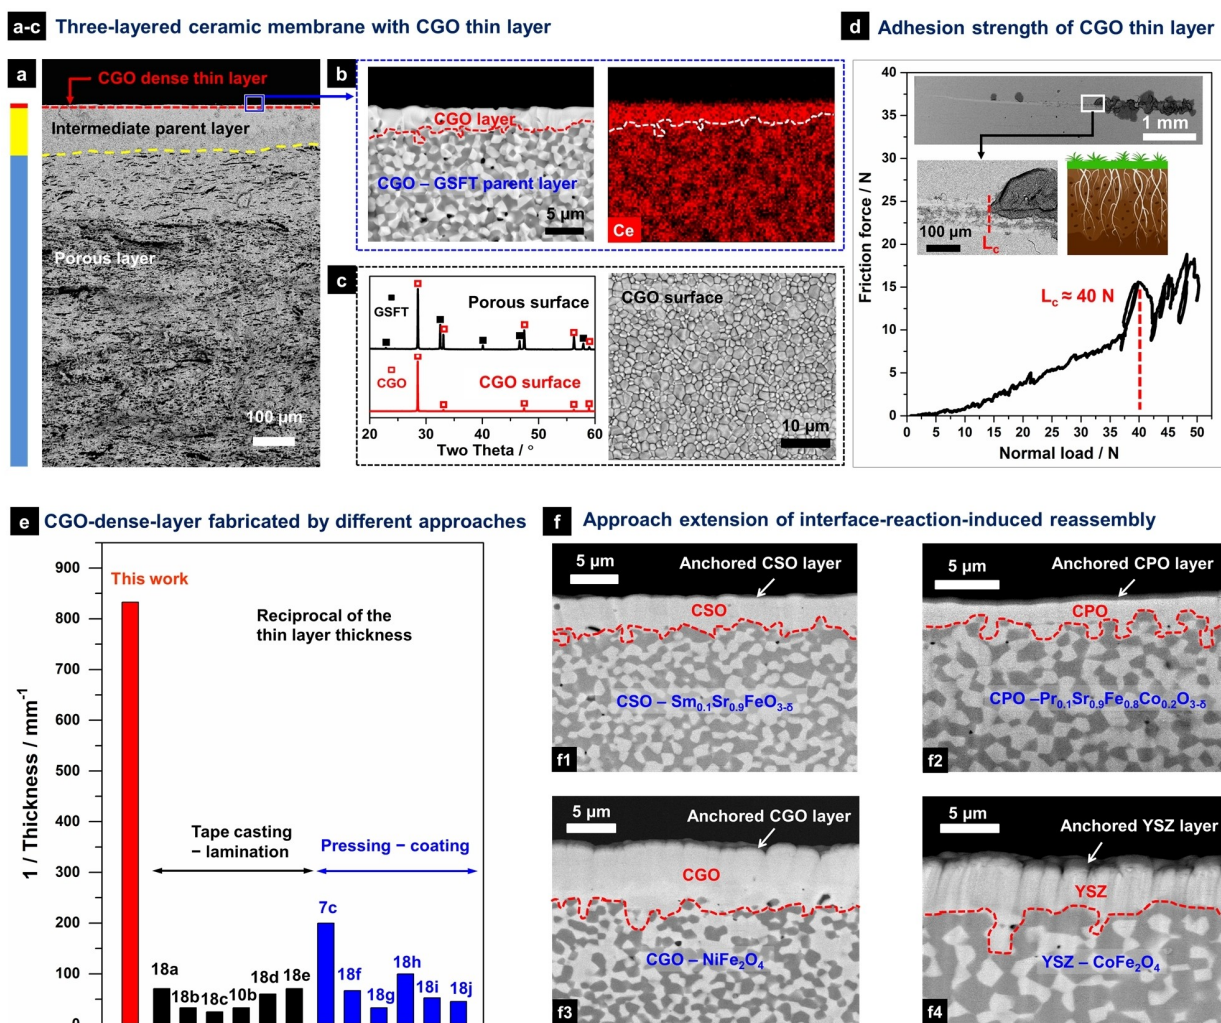 a-c Three-layered ceramic membrane with CGO thin layer
a
CGO dense thin layer
Intermediate parent layer
Porous layer
100 μm
b
CGO layer
CGO – GSFT parent layer
5 μm
Ce
c
GSFT
Porous surface
CGO
CGO surface
20 30 40 50 60
Two Theta / °
CGO surface
10 μm
d Adhesion strength of CGO thin layer
40
35
30
25
20
15
10
5
0
Friction force / N
1 mm
100 μm
Lc
Lc ≈ 40 N
0 5 10 15 20 25 30 35 40 45 50
Normal load / N
e CGO-dense-layer fabricated by different approaches
900
800
700
600
500
400
300
200
100
0
1 / Thickness / mm-1
This work
Reciprocal of the
thin layer thickness
Tape casting
– lamination
Pressing – coating
18a
18b
18c
10b
18d
18e
7c
18f
18g
18h
18i
18j
f Approach extension of interface-reaction-induced reassembly
5 μm
Anchored CSO layer
CSO
CSO – Sm0.1Sr0.9FeO3-δ
f1
5 μm
Anchored CPO layer
CPO
CPO –Pr0.1Sr0.9Fe0.8Co0.2O3-δ
f2
5 μm
Anchored CGO layer
CGO
CGO – NiFe2O4
f3
5 μm
Anchored YSZ layer
YSZ
YSZ – CoFe2O4
f4